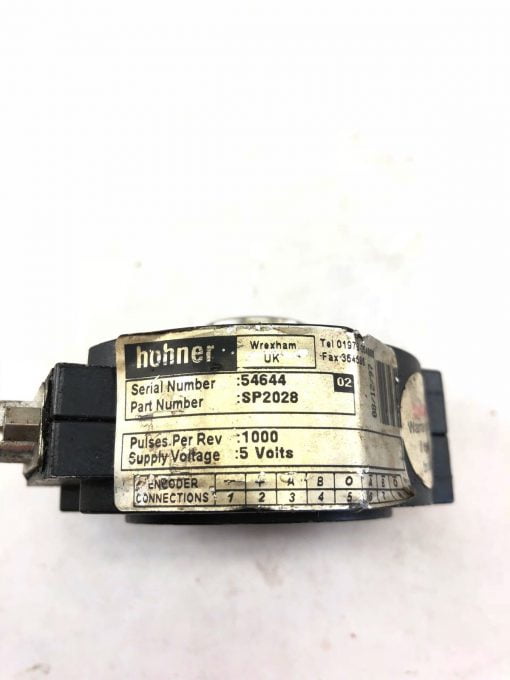 hohner
Wrexham
UK
Tel 0197
Fax 354
Serial Number :54644
02
Part Number :SP2028
Pulses Per Rev :1000
Supply Voltage :5 Volts
ENCODER - + A B O A B
CONNECTIONS 1 2 3 4 5